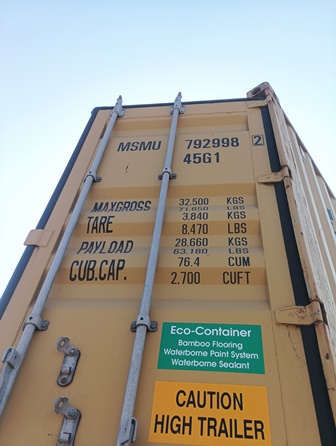 MSMU 792998 2
45G1
MAXGROSS 32.500 KGS
71.650 LBS
TARE 3.840 KGS
8,470 LBS
PAYLOAD 28.660 KGS
63.180 LBS
CUB.CAP. 76.4 CUM
2.700 CUFT
Eco-Container
Bamboo Flooring
Waterborne Paint System
Waterborne Sealant
CAUTION
HIGH TRAILER